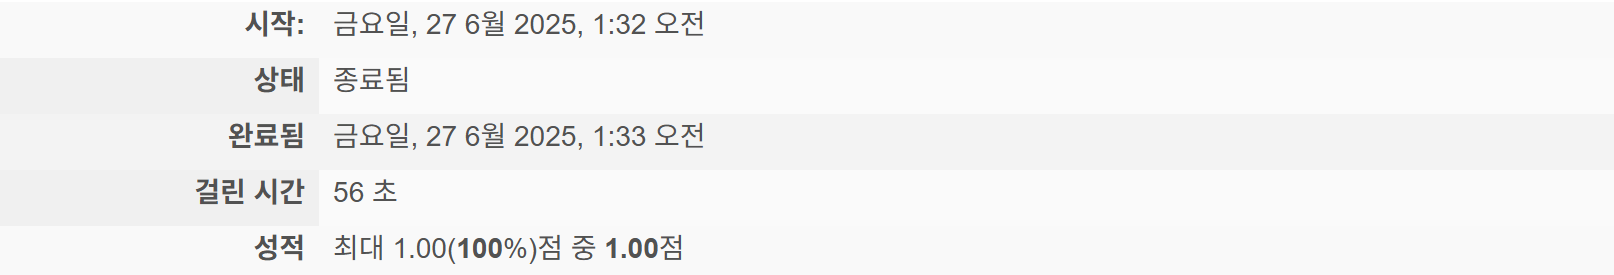 시작: 금요일, 27 6월 2025, 1:32 오전
상태 종료됨
완료됨 금요일, 27 6월 2025, 1:33 오전
걸린 시간 56 초
성적 최대 1.00(100%)점 중 1.00점